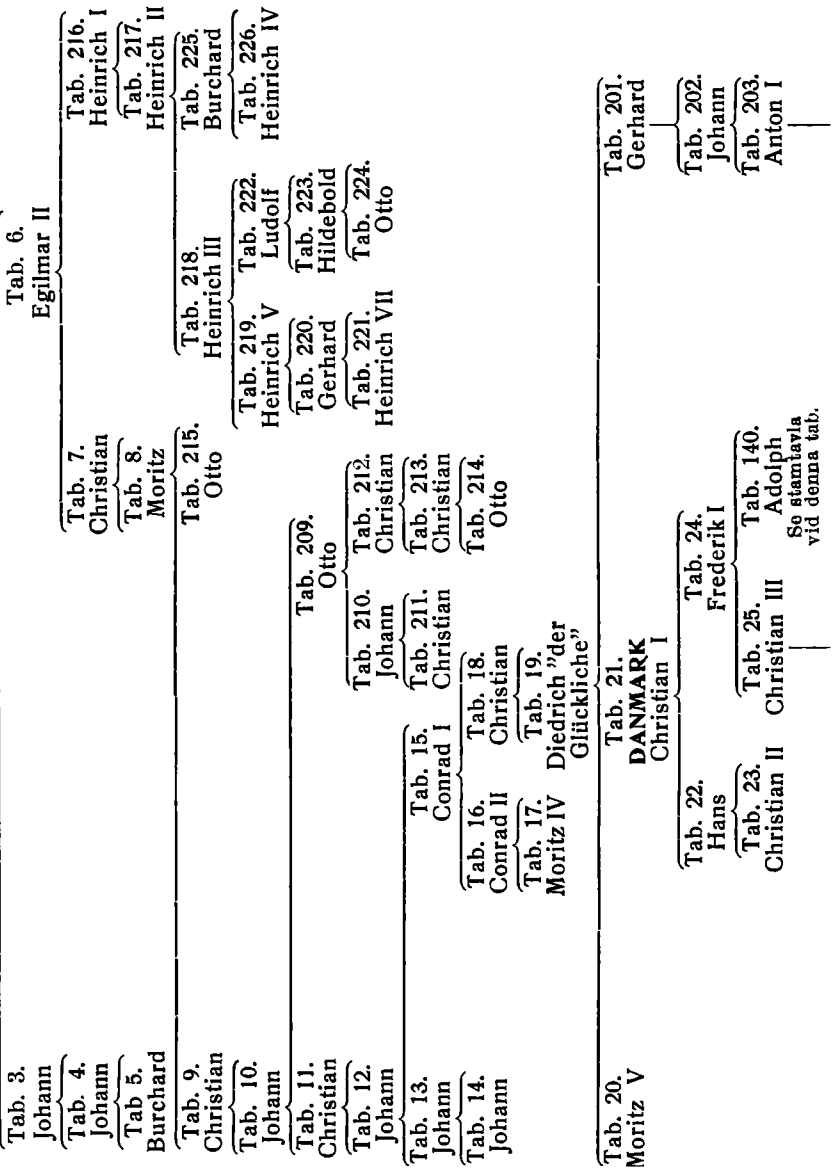 Tab. 6.
Egilmar II
Tab. 3.
Johann
Tab. 7.
Christian
Tab. 216.
Heinrich I
Tab. 4.
Johann
Tab. 8.
Moritz
Tab. 217.
Heinrich II
Tab 5.
Burchard
Tab. 9.
Christian
Tab. 215.
Otto
Tab. 218.
Heinrich III
Tab. 225.
Burchard
Tab. 10.
Johann
Tab. 219.
Heinrich V
Tab. 222.
Ludolf
Tab. 226.
Heinrich IV
Tab. 11.
Christian
Tab. 209.
Otto
Tab. 220.
Gerhard
Tab. 223.
Hildebold
Tab. 12.
Johann
Tab. 210.
Johann
Tab. 212.
Christian
Tab. 221.
Heinrich VII
Tab. 224.
Otto
Tab. 13.
Johann
Tab. 15.
Conrad I
Tab. 211.
Christian
Tab. 213.
Christian
Tab. 14.
Johann
Tab. 16.
Conrad II
Tab. 18.
Christian
Tab. 214.
Otto
Tab. 17.
Moritz IV
Tab. 19.
Diedrich "der
Glückliche"
Tab. 20.
Moritz V
Tab. 21.
DANMARK
Christian I
Tab. 201.
Gerhard
Tab. 22.
Hans
Tab. 24.
Frederik I
Tab. 202.
Johann
Tab. 23.
Christian II
Tab. 25.
Christian III
Tab. 140.
Adolph
Se stamtavla
vid denna tab.
Tab. 203.
Anton I